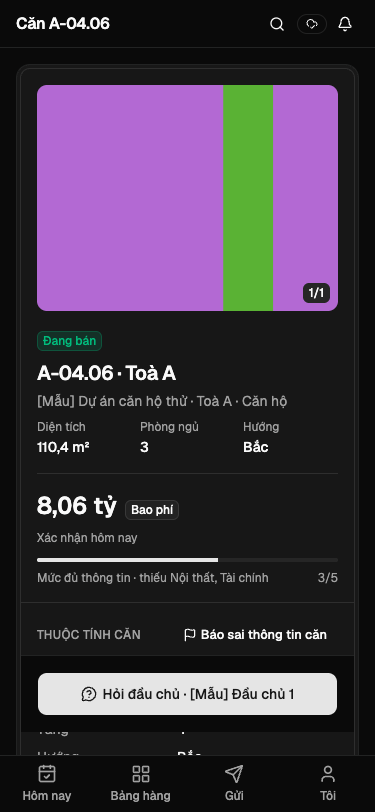 Căn A-04.06
1/1
Đang bán
A-04.06 · Toà A
[Mẫu] Dự án căn hộ thử · Toà A · Căn hộ
Diện tích Phòng ngủ Hướng
110,4 m² 3 Bắc
8,06 tỷ Bao phí
Xác nhận hôm nay
Mức đủ thông tin · thiếu Nội thất, Tài chính 3/5
THUỘC TÍNH CĂN Báo sai thông tin căn
Hỏi đầu chủ · [Mẫu] Đầu chủ 1
Hôm nay Bảng hàng Gửi Tôi